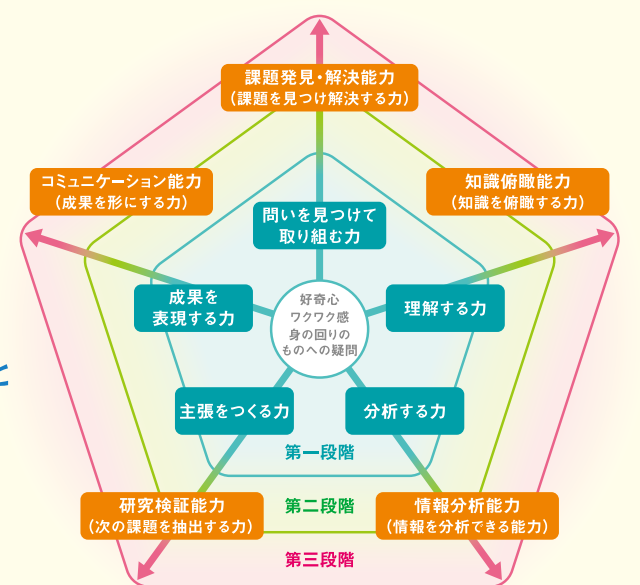 課題発見・解決能力
（課題を見つけ解決する力）
コミュニケーション能力
（成果を形にする力）
知識俯瞰能力
（知識を俯瞰する力）
問いを見つけて
取り組む力
成果を
表現する力
好奇心
ワクワク感
身の回りの
ものへの疑問
理解する力
主張をつくる力
分析する力
第一段階
研究検証能力
（次の課題を抽出する力）
第二段階
情報分析能力
（情報を分析できる能力）
第三段階